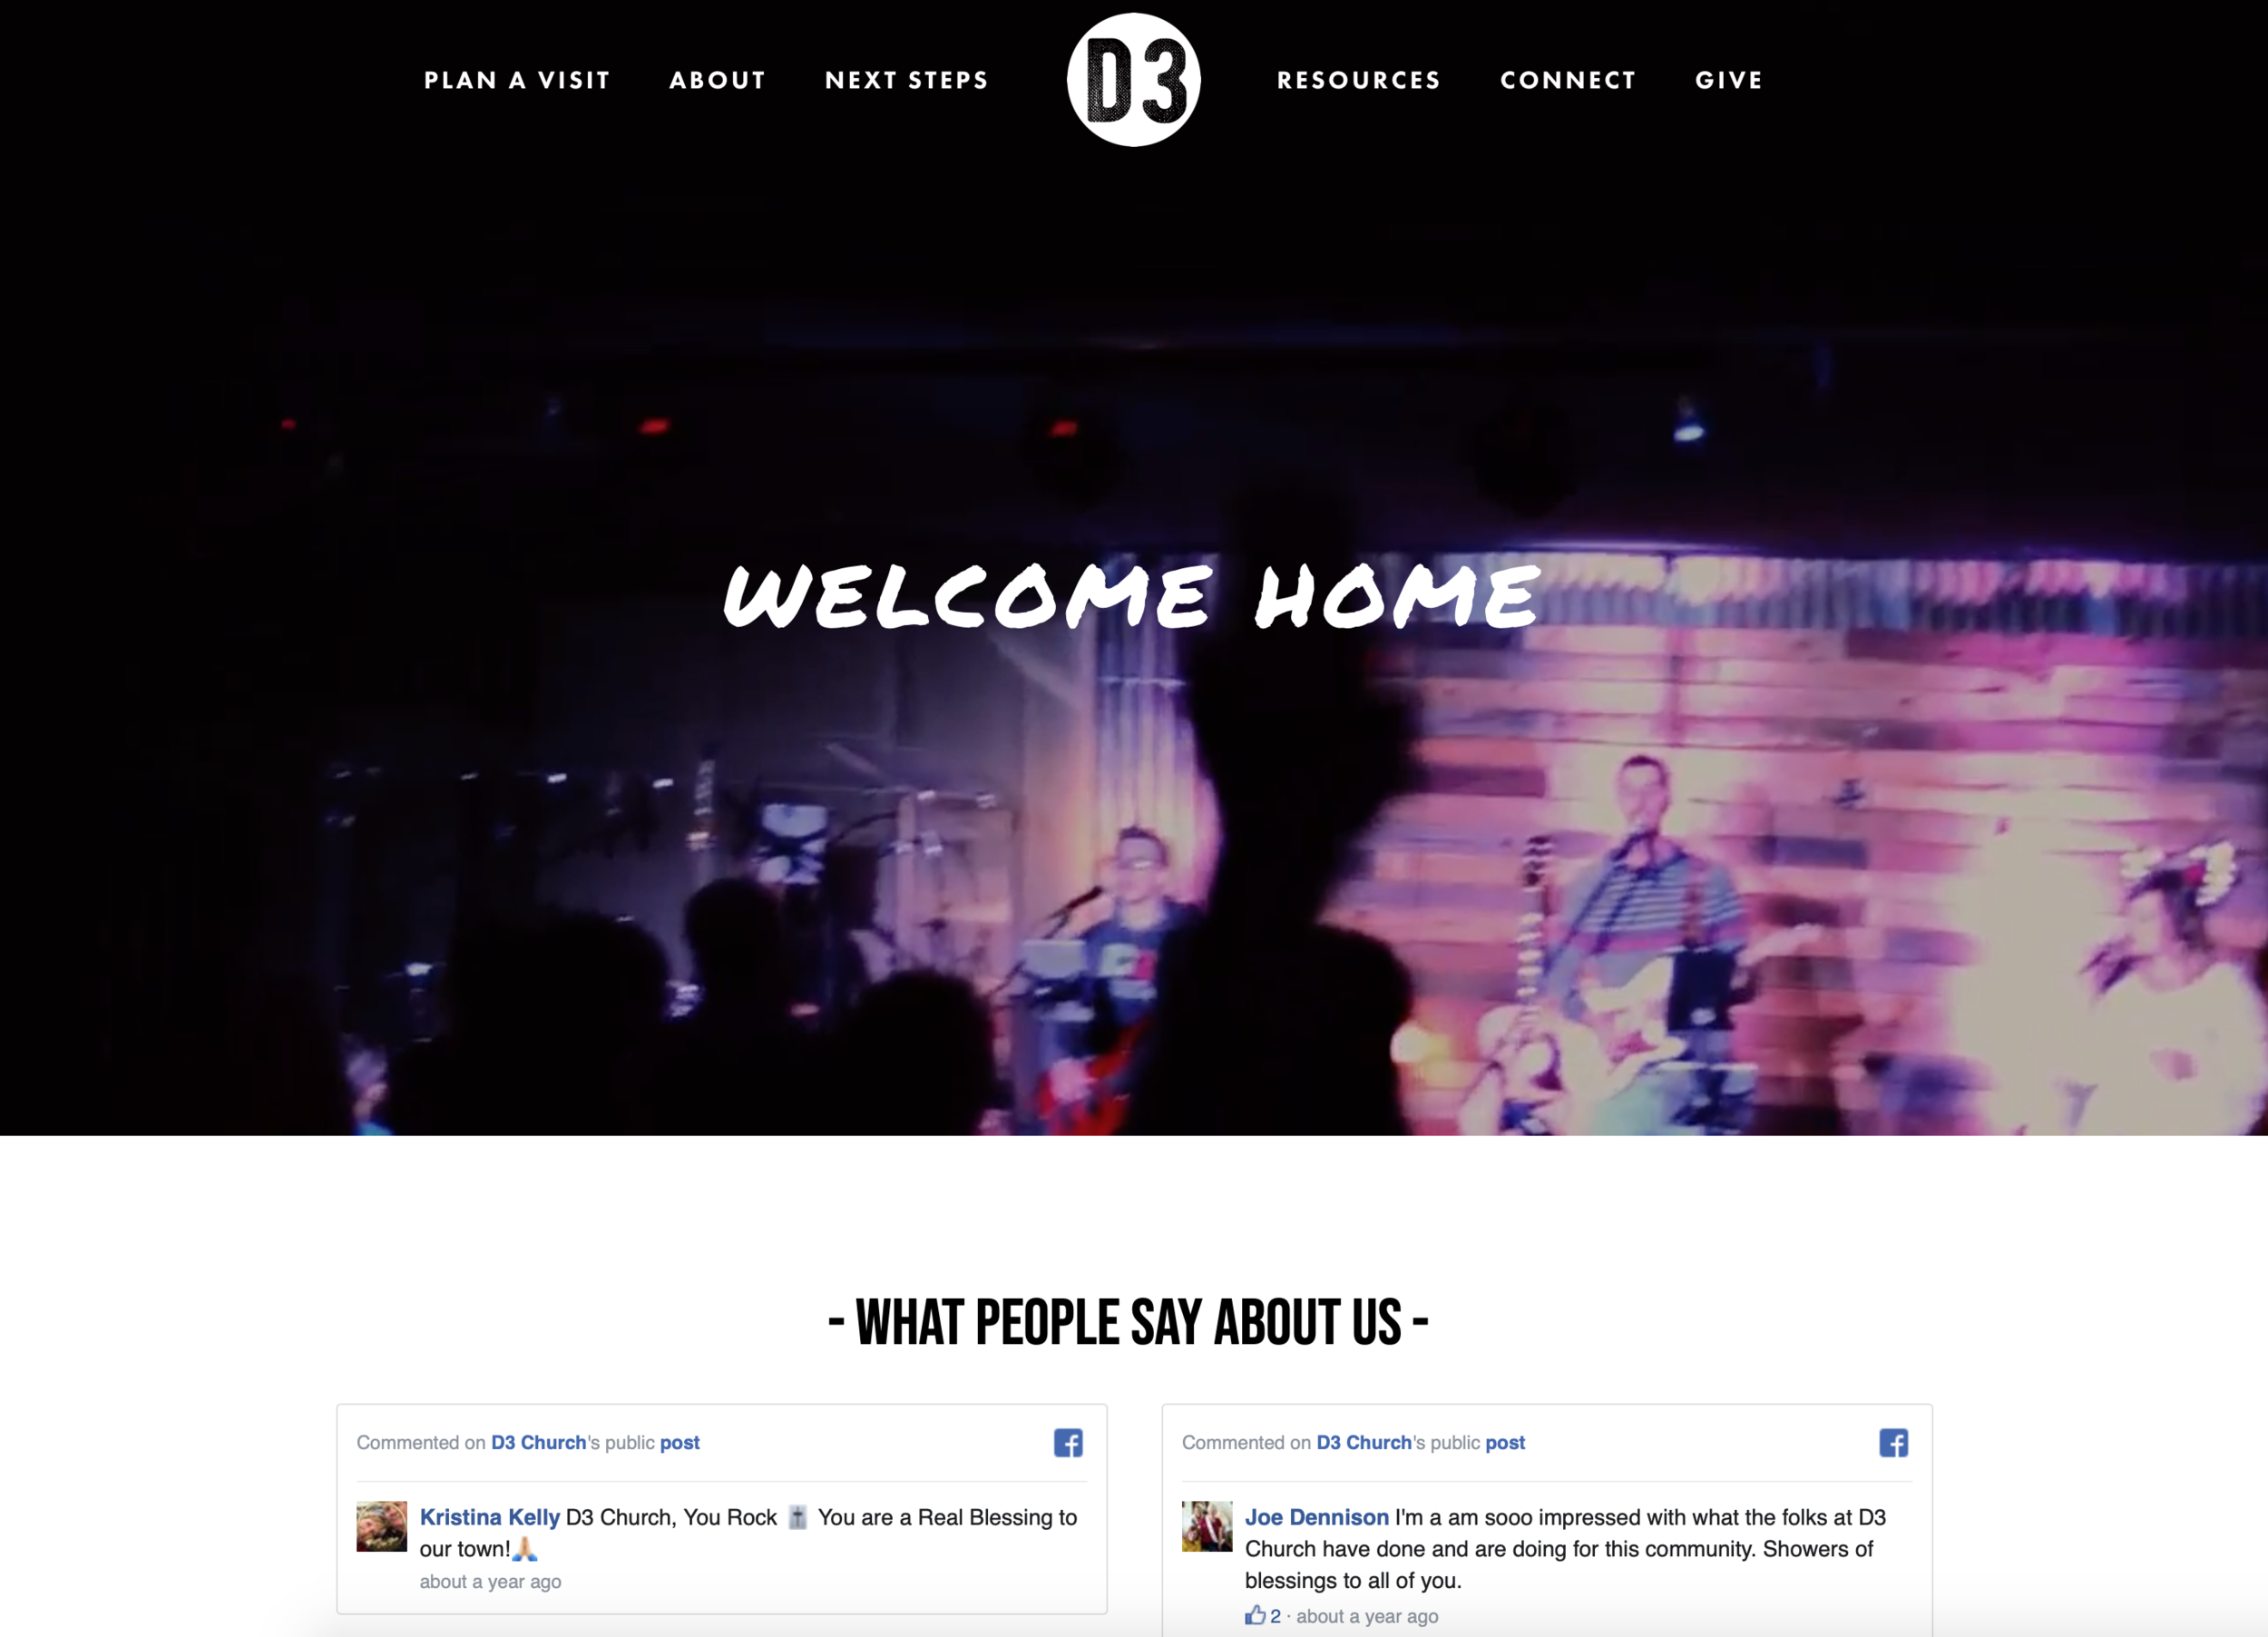 PLAN A VISIT ABOUT NEXT STEPS D3 RESOURCES CONNECT GIVE
WELCOME HOME
- WHAT PEOPLE SAY ABOUT US -
Commented on D3 Church's public post
Kristina Kelly D3 Church, You Rock ✝️ You are a Real Blessing to
our town!🙏🏼
about a year ago
Commented on D3 Church's public post
Joe Dennison I'm a am sooo impressed with what the folks at D3
Church have done and are doing for this community. Showers of
blessings to all of you.
2 · about a year ago